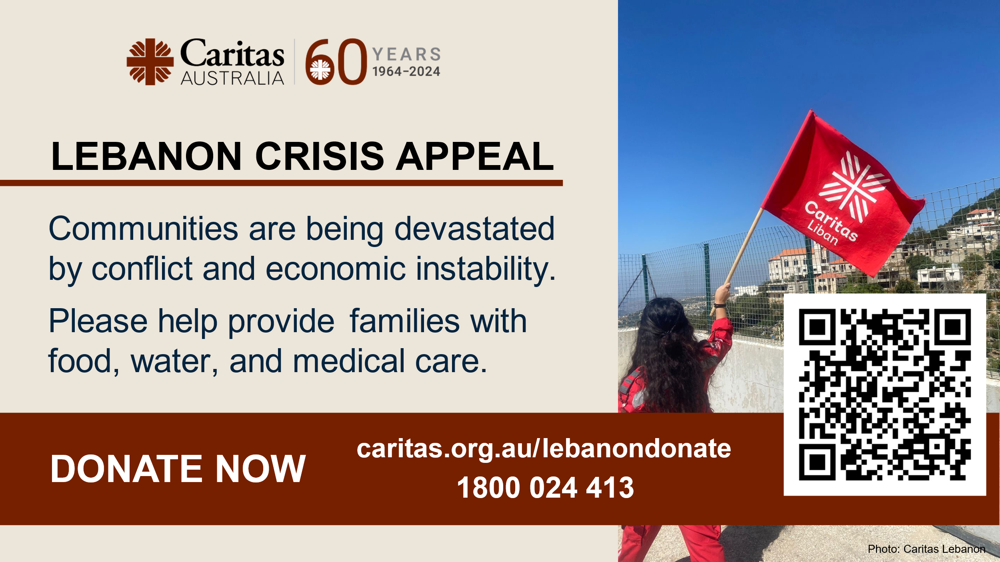 Caritas
AUSTRALIA
60 YEARS
1964–2024
LEBANON CRISIS APPEAL
Communities are being devastated
by conflict and economic instability.
Please help provide families with
food, water, and medical care.
Caritas
Liban
DONATE NOW
caritas.org.au/lebanondonate
1800 024 413
Photo: Caritas Lebanon